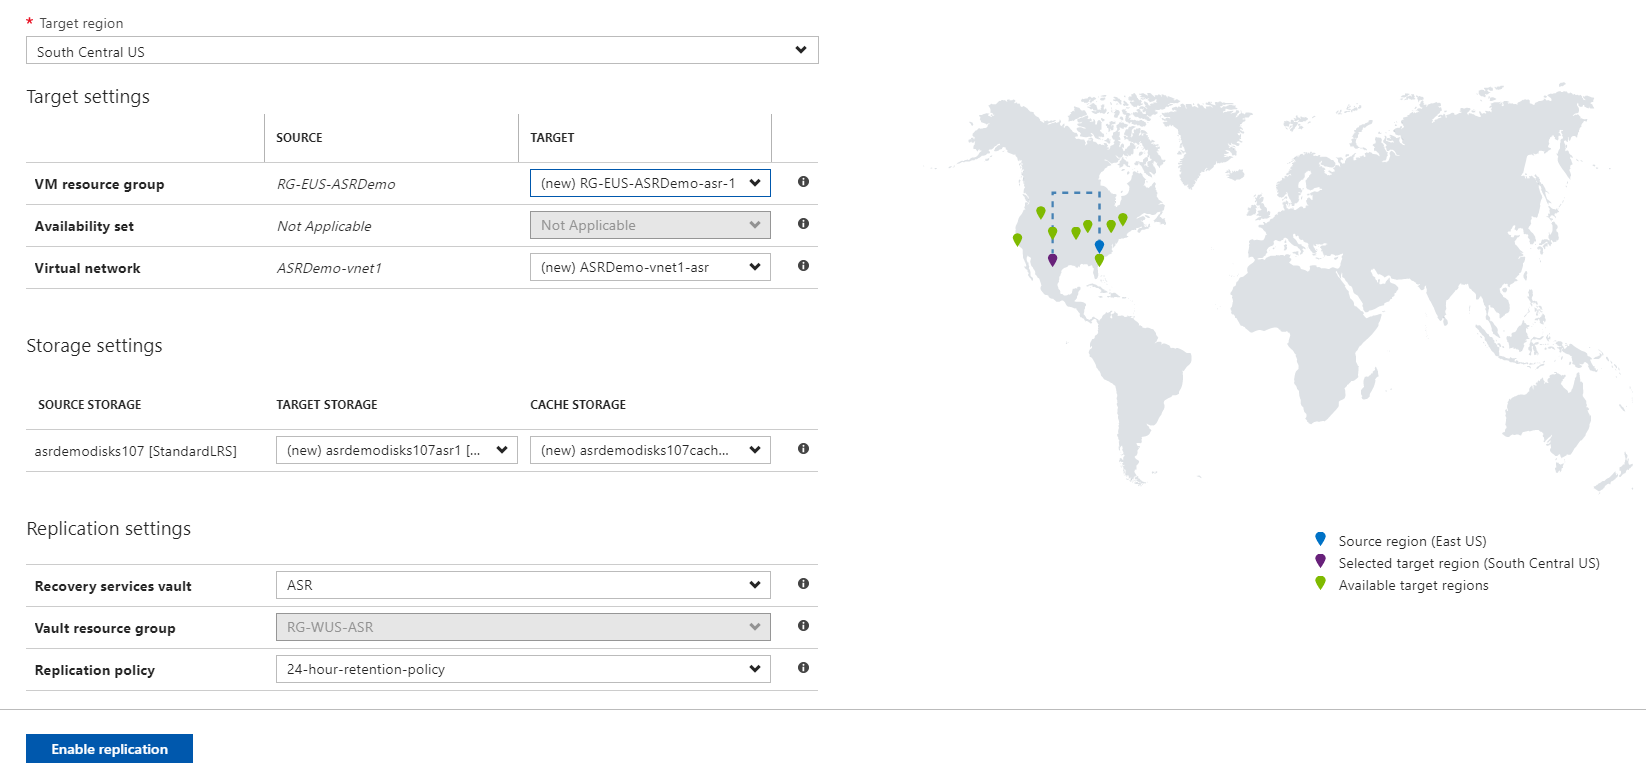 * Target region
South Central US
Target settings
SOURCE TARGET
VM resource group RG-EUS-ASRDemo (new) RG-EUS-ASRDemo-asr-1
Availability set Not Applicable Not Applicable
Virtual network ASRDemo-vnet1 (new) ASRDemo-vnet1-asr
Storage settings
SOURCE STORAGE TARGET STORAGE CACHE STORAGE
asrdemodisks107 [StandardLRS] (new) asrdemodisks107asr1 [... (new) asrdemodisks107cach...
Replication settings
Recovery services vault ASR
Vault resource group RG-WUS-ASR
Replication policy 24-hour-retention-policy
Enable replication
Source region (East US)
Selected target region (South Central US)
Available target regions